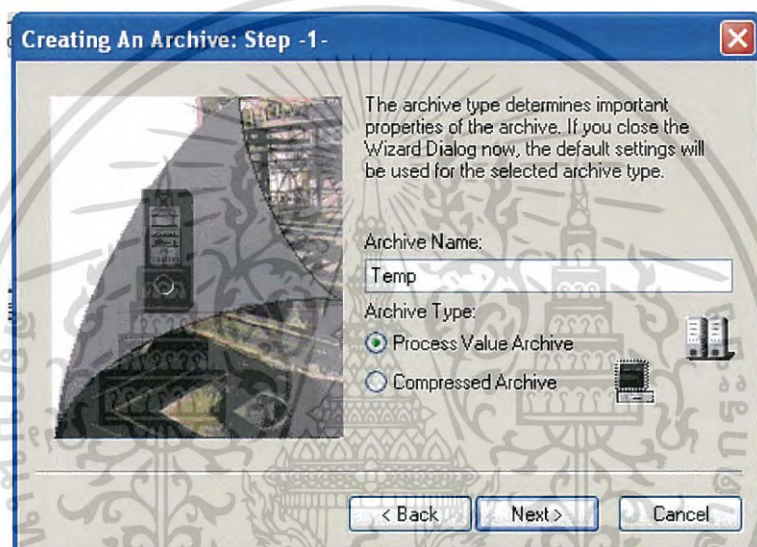 Creating An Archive: Step -1-
The archive type determines important
properties of the archive. If you close the
Wizard Dialog now, the default settings will
be used for the selected archive type.
Archive Name:
Temp
Archive Type:
Process Value Archive
Compressed Archive
< Back
Next >
Cancel